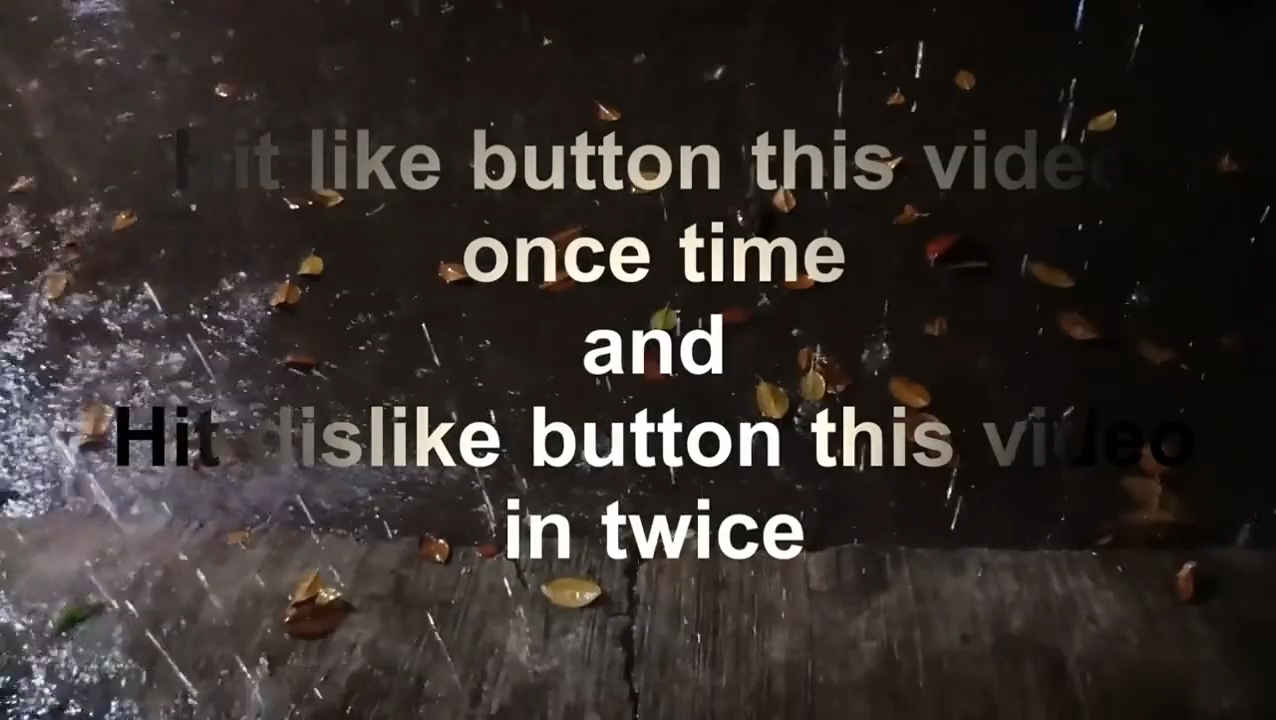 Hit like button this video
once time
and
Hit dislike button this video
in twice